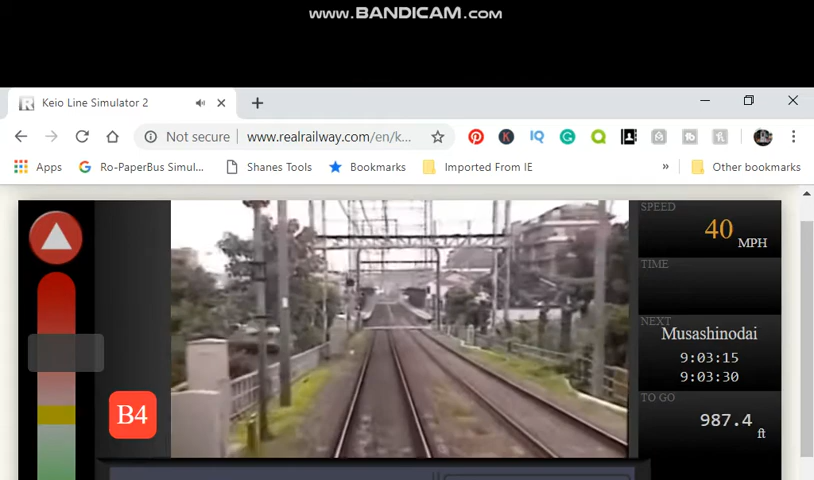 www.BANDICAM.com
Keio Line Simulator 2
Not secure www.realrailway.com/en/k...
Apps
Ro-PaperBus Simul...
Shanes Tools
Bookmarks
Imported From IE
»
Other bookmarks
SPEED
40
MPH
TIME
NEXT
Musashinodai
9:03:15
9:03:30
TO GO
987.4
ft
B4